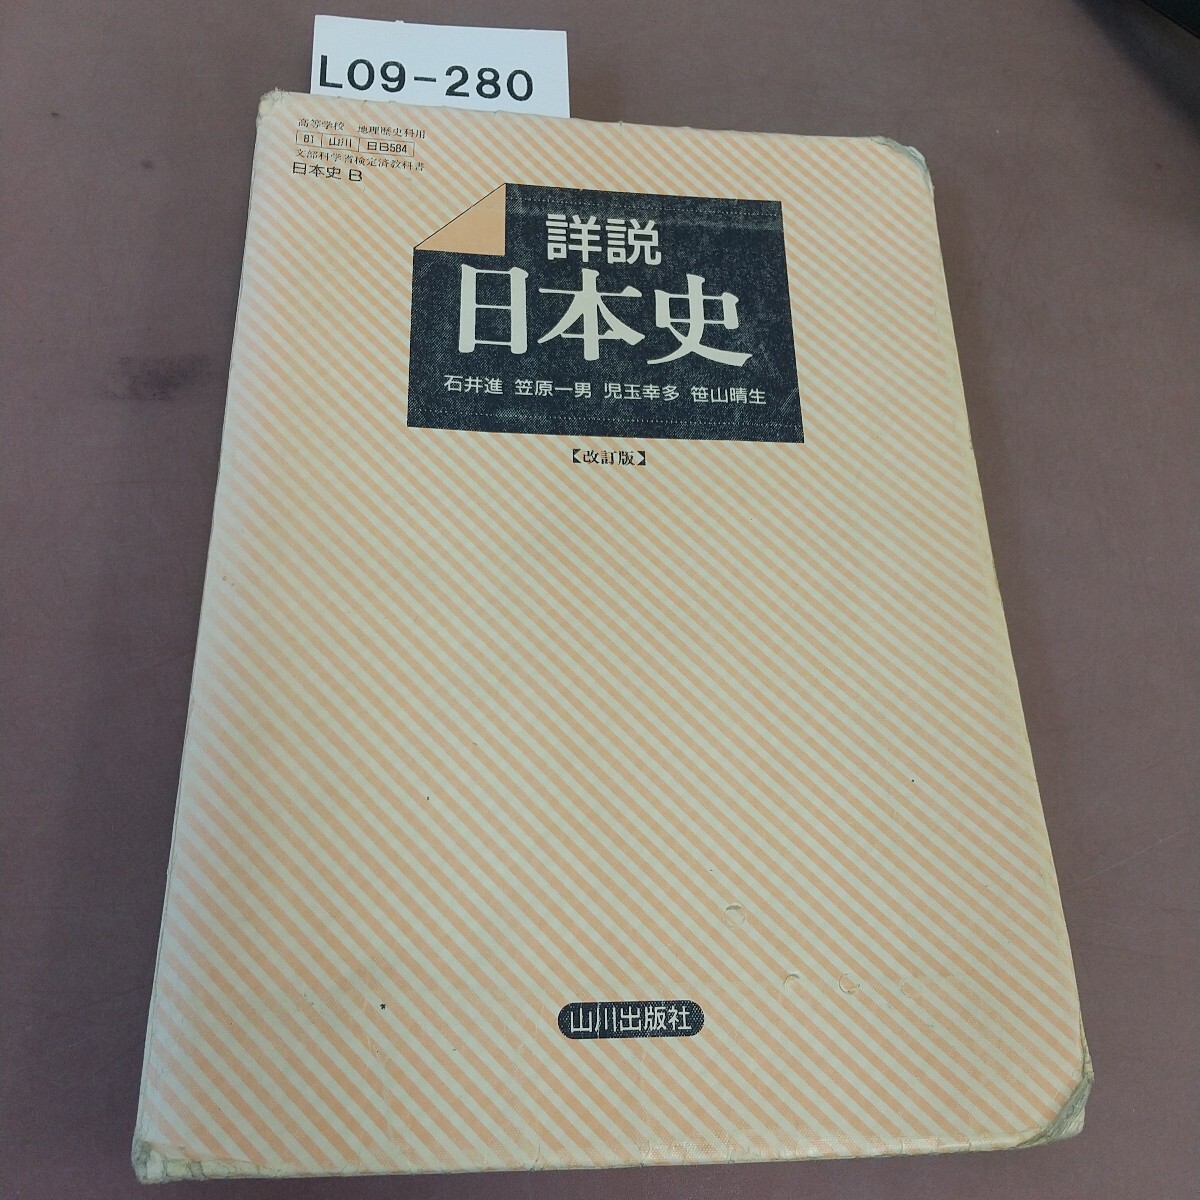 L09-280
高等学校 地理歴史科用
81 山川 日B584
文部科学省検定済教科書
日本史 B
詳説
日本史
石井進 笠原一男 児玉幸多 笹山晴生
【改訂版】
山川出版社